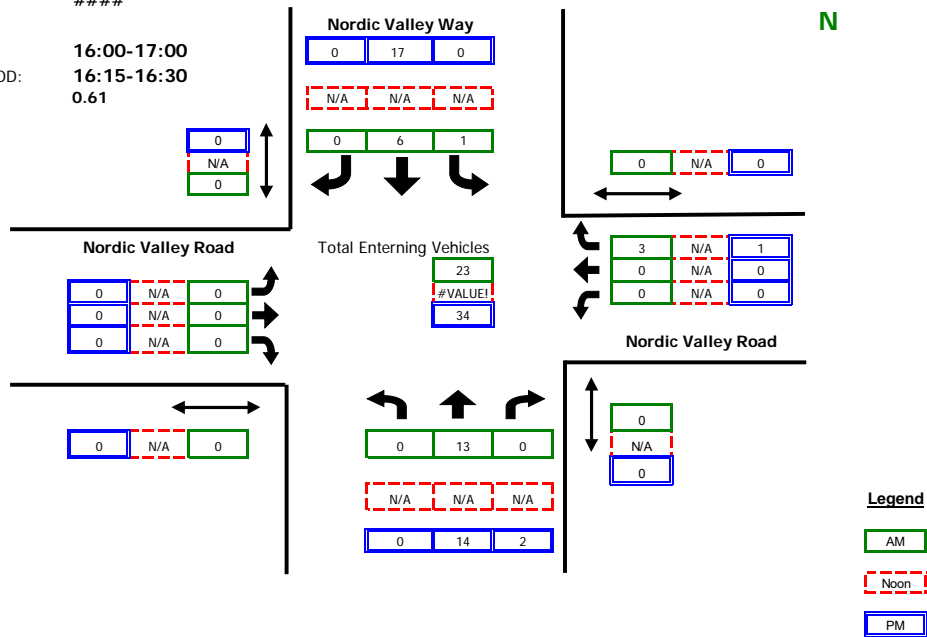 ####
N
Nordic Valley Way
16:00-17:00
0 17 0
OD: 16:15-16:30
0.61
N/A N/A N/A
0
N/A
0
0 6 1
0 N/A 0
Nordic Valley Road
Total Enterning Vehicles
3 N/A 1
0 N/A 0
0 N/A 0
23
#VALUE!
34
0 N/A 0
0 N/A 0
0 N/A 0
Nordic Valley Road
0 N/A 0
0 13 0
0
N/A
0
N/A N/A N/A
0 14 2
Legend
AM
Noon
PM